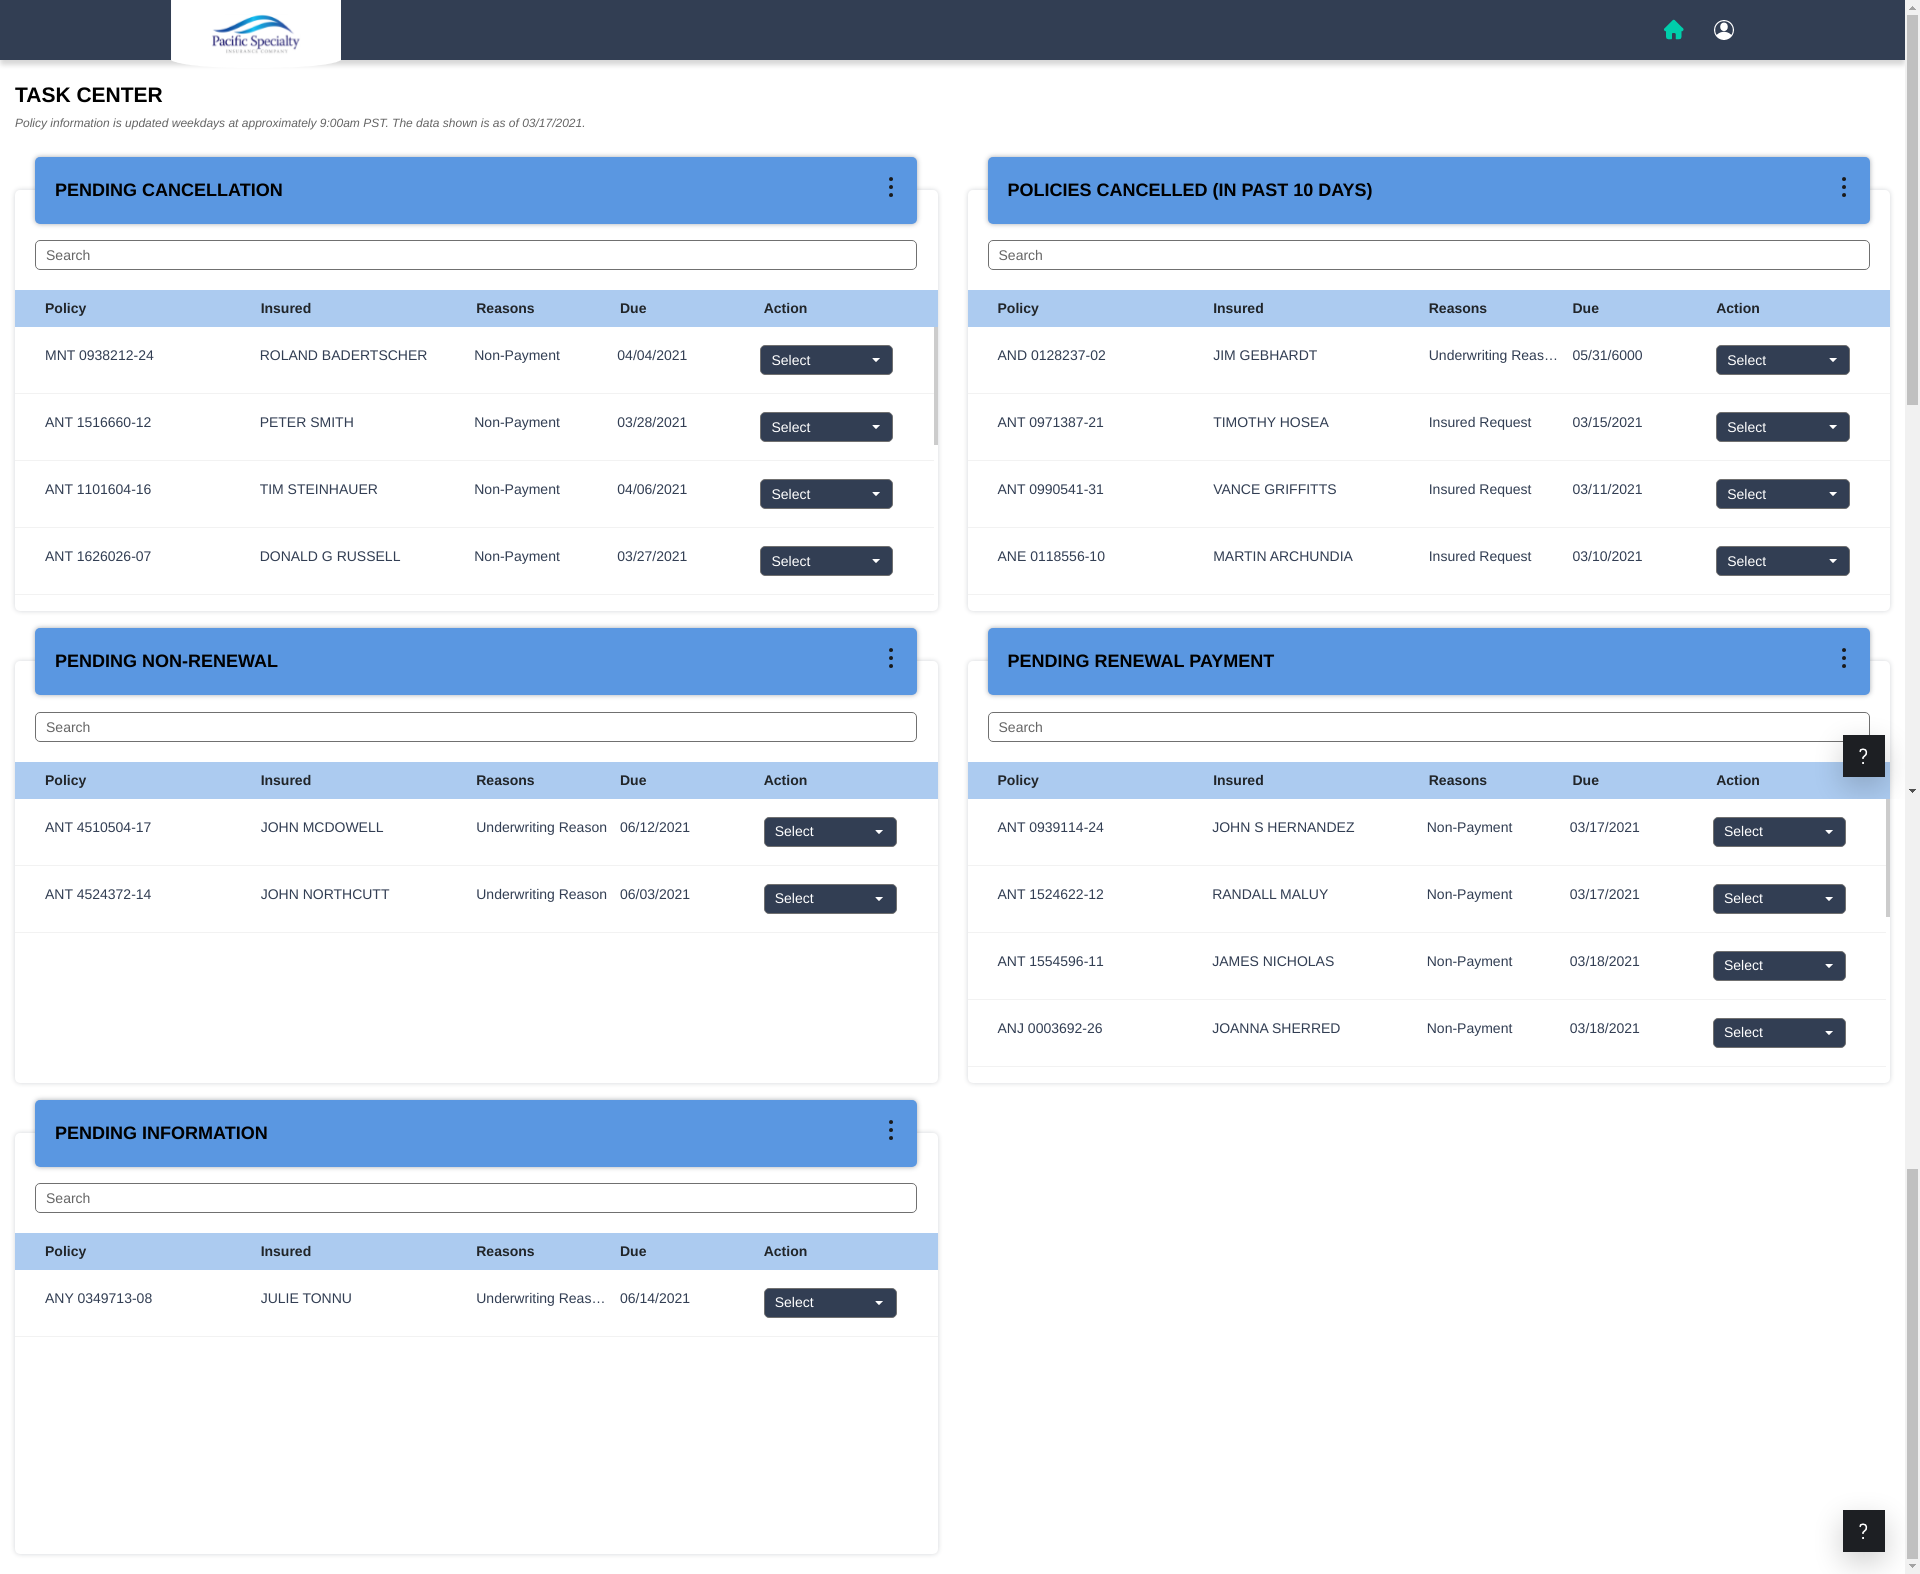 Pacific Specialty
INSURANCE COMPANY
TASK CENTER
Policy information is updated weekdays at approximately 9:00am PST. The data shown is as of 03/17/2021.
PENDING CANCELLATION
Search
Policy Insured Reasons Due Action
MNT 0938212-24 ROLAND BADERTSCHER Non-Payment 04/04/2021 Select
ANT 1516660-12 PETER SMITH Non-Payment 03/28/2021 Select
ANT 1101604-16 TIM STEINHAUER Non-Payment 04/06/2021 Select
ANT 1626026-07 DONALD G RUSSELL Non-Payment 03/27/2021 Select
POLICIES CANCELLED (IN PAST 10 DAYS)
Search
Policy Insured Reasons Due Action
AND 0128237-02 JIM GEBHARDT Underwriting Reas... 05/31/6000 Select
ANT 0971387-21 TIMOTHY HOSEA Insured Request 03/15/2021 Select
ANT 0990541-31 VANCE GRIFFITTS Insured Request 03/11/2021 Select
ANE 0118556-10 MARTIN ARCHUNDIA Insured Request 03/10/2021 Select
PENDING NON-RENEWAL
Search
Policy Insured Reasons Due Action
ANT 4510504-17 JOHN MCDOWELL Underwriting Reason 06/12/2021 Select
ANT 4524372-14 JOHN NORTHCUTT Underwriting Reason 06/03/2021 Select
PENDING RENEWAL PAYMENT
Search
?
Policy Insured Reasons Due Action
ANT 0939114-24 JOHN S HERNANDEZ Non-Payment 03/17/2021 Select
ANT 1524622-12 RANDALL MALUY Non-Payment 03/17/2021 Select
ANT 1554596-11 JAMES NICHOLAS Non-Payment 03/18/2021 Select
ANJ 0003692-26 JOANNA SHERRED Non-Payment 03/18/2021 Select
PENDING INFORMATION
Search
Policy Insured Reasons Due Action
ANY 0349713-08 JULIE TONNU Underwriting Reas... 06/14/2021 Select
?